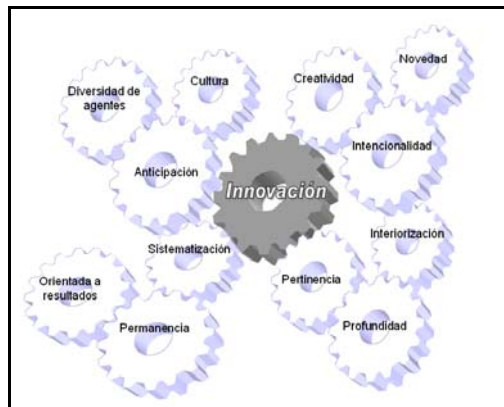 Novedad
Cultura
Creatividad
Diversidad de
agentes
Intencionalidad
Anticipación
Innovación
Interiorización
Sistematización
Orientada a
resultados
Pertinencia
Permanencia
Profundidad